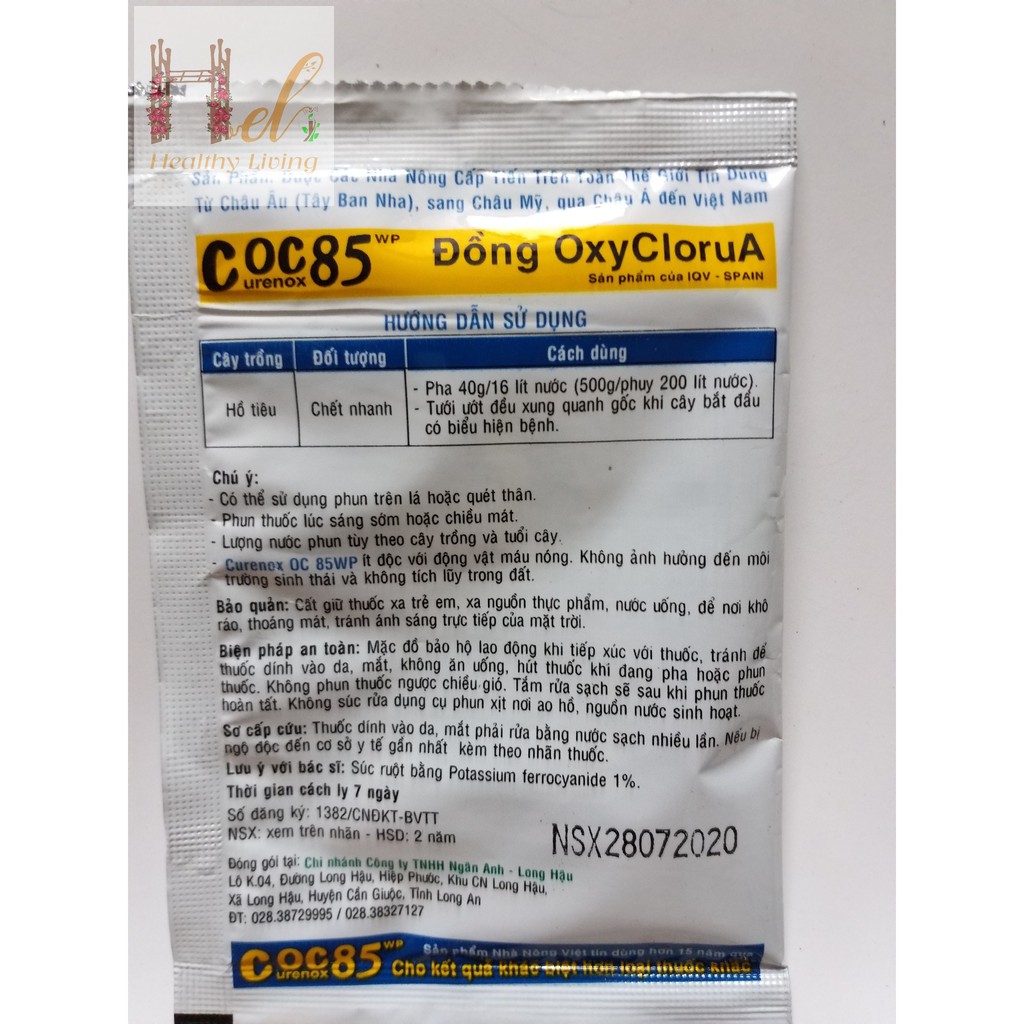 Hel
Healthy Living
Sản Phẩm Được Các Nhà Nông Cấp Tiến Trên Toàn Thế Giới Tín Dùng
Từ Châu Âu (Tây Ban Nha), sang Châu Mỹ, qua Châu Á đến Việt Nam
Curenox OC85 WP Đồng OxyCloruA
Sản phẩm của IQV - SPAIN
HƯỚNG DẪN SỬ DỤNG
Cây trồng Đối tượng Cách dùng
Hồ tiêu Chết nhanh - Pha 40g/16 lít nước (500g/phuy 200 lít nước).
- Tưới ướt đều xung quanh gốc khi cây bắt đầu
có biểu hiện bệnh.
Chú ý:
- Có thể sử dụng phun trên lá hoặc quét thân.
- Phun thuốc lúc sáng sớm hoặc chiều mát.
- Lượng nước phun tùy theo cây trồng và tuổi cây.
- Curenox OC 85WP ít độc với động vật máu nóng. Không ảnh hưởng đến môi
trường sinh thái và không tích lũy trong đất.
Bảo quản: Cất giữ thuốc xa trẻ em, xa nguồn thực phẩm, nước uống, để nơi khô
ráo, thoáng mát, tránh ánh sáng trực tiếp của mặt trời.
Biện pháp an toàn: Mặc đồ bảo hộ lao động khi tiếp xúc với thuốc, tránh để
thuốc dính vào da, mắt, không ăn uống, hút thuốc khi đang pha hoặc phun
thuốc. Không phun thuốc ngược chiều gió. Tắm rửa sạch sẽ sau khi phun thuốc
hoàn tất. Không súc rửa dụng cụ phun xịt nơi ao hồ, nguồn nước sinh hoạt.
Sơ cấp cứu: Thuốc dính vào da, mắt phải rửa bằng nước sạch nhiều lần. Nếu bị
ngộ độc đến cơ sở y tế gần nhất kèm theo nhãn thuốc.
Lưu ý với bác sĩ: Súc ruột bằng Potassium ferrocyanide 1%.
Thời gian cách ly 7 ngày
Số đăng ký: 1382/CNĐKT-BVTT
NSX: xem trên nhãn - HSD: 2 năm
NSX28072020
Đóng gói tại: Chi nhánh Công ty TNHH Ngân Anh - Long Hậu
Lô K.04, Đường Long Hậu, Hiệp Phước, Khu CN Long Hậu,
Xã Long Hậu, Huyện Cần Giuộc, Tỉnh Long An
ĐT: 028.38729995 / 028.38327127
Curenox OC85 WP Sản phẩm Nhà Nông Việt tin dùng hơn 15 năm qua
Cho kết quả khác biệt hơn loại thuốc khác